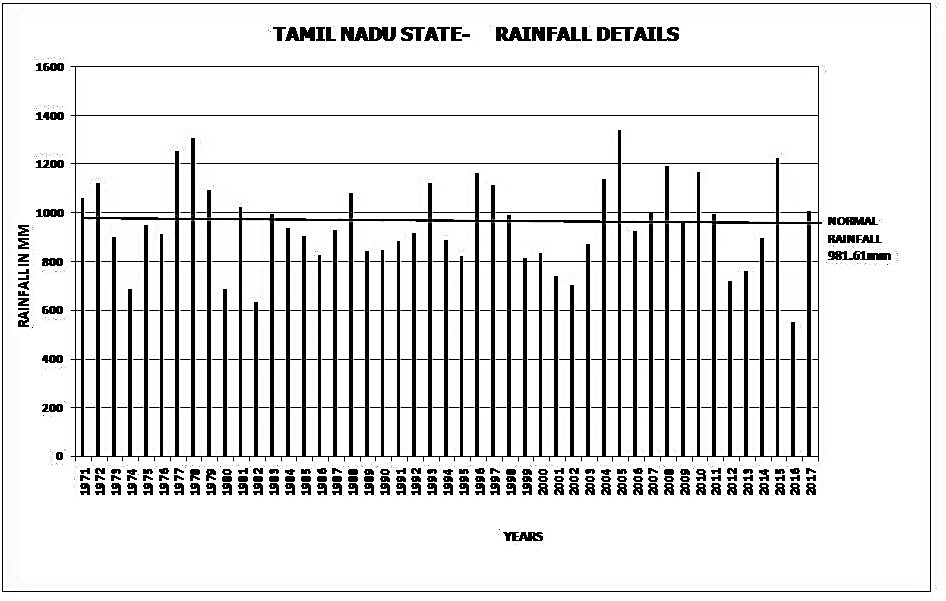 TAMIL NADU STATE- RAINFALL DETAILS
1600
1400
1200
1000
800
600
400
200
0
RAINFALL IN MM
NORMAL
RAINFALL
981.61mm
1971 1972 1973 1974 1975 1976 1977 1978 1979 1980 1981 1982 1983 1984 1985 1986 1987 1988 1989 1990 1991 1992 1993 1994 1995 1996 1997 1998 1999 2000 2001 2002 2003 2004 2005 2006 2007 2008 2009 2010 2011 2012 2013 2014 2015 2016 2017
YEARS